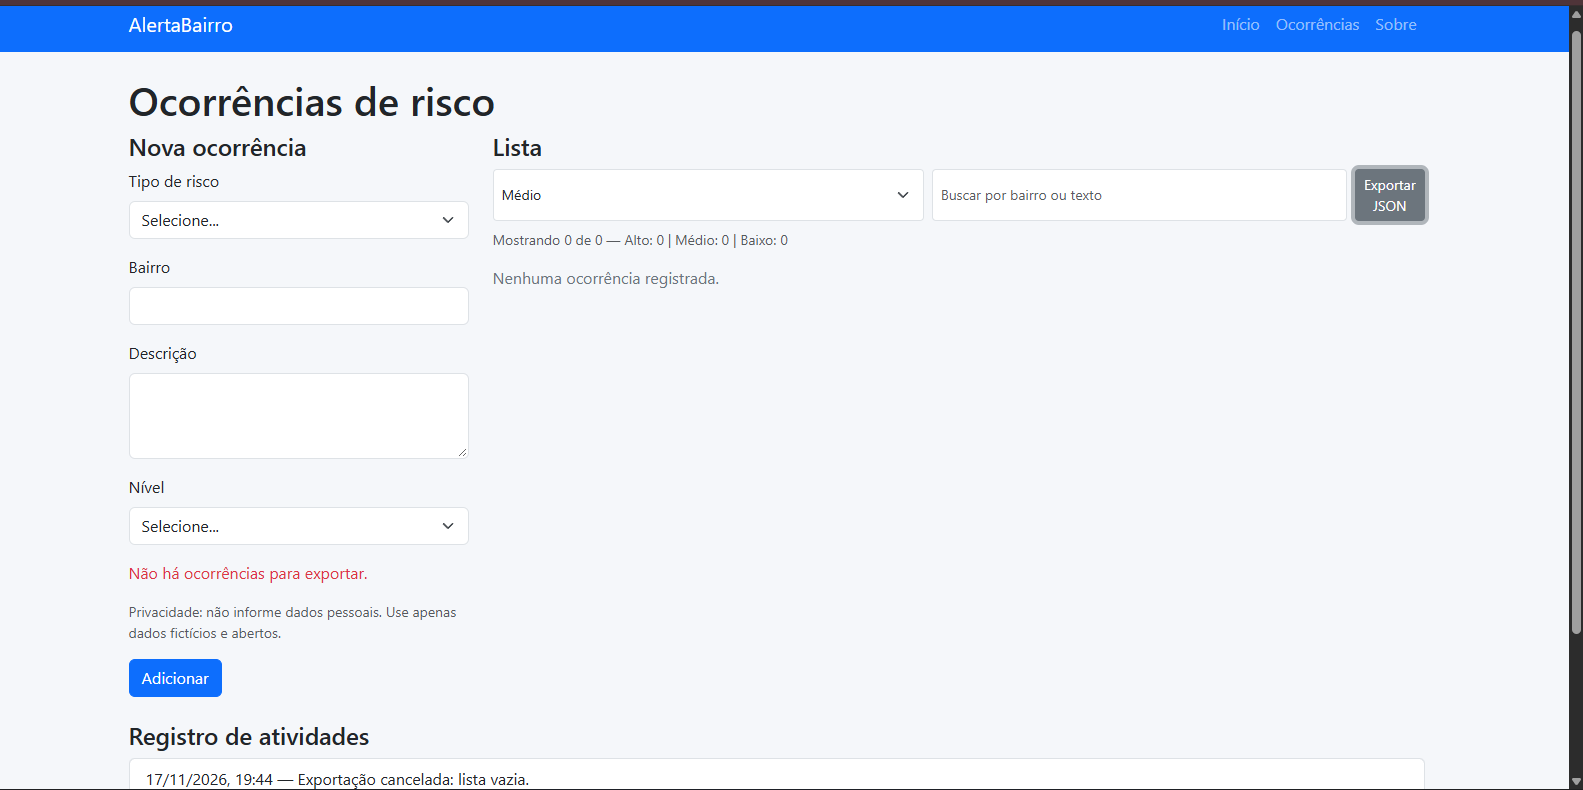 AlertaBairro
Início Ocorrências Sobre
Ocorrências de risco
Nova ocorrência
Tipo de risco
Selecione...
Bairro
Descrição
Nível
Selecione...
Não há ocorrências para exportar.
Privacidade: não informe dados pessoais. Use apenas
dados fictícios e abertos.
Adicionar
Lista
Médio
Buscar por bairro ou texto
Exportar
JSON
Mostrando 0 de 0 — Alto: 0 | Médio: 0 | Baixo: 0
Nenhuma ocorrência registrada.
Registro de atividades
17/11/2026, 19:44 — Exportação cancelada: lista vazia.